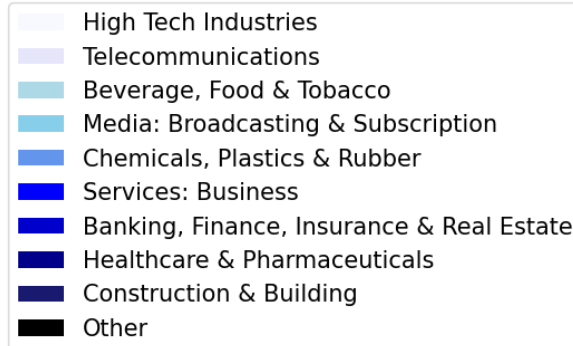 High Tech Industries
Telecommunications
Beverage, Food & Tobacco
Media: Broadcasting & Subscription
Chemicals, Plastics & Rubber
Services: Business
Banking, Finance, Insurance & Real Estate
Healthcare & Pharmaceuticals
Construction & Building
Other